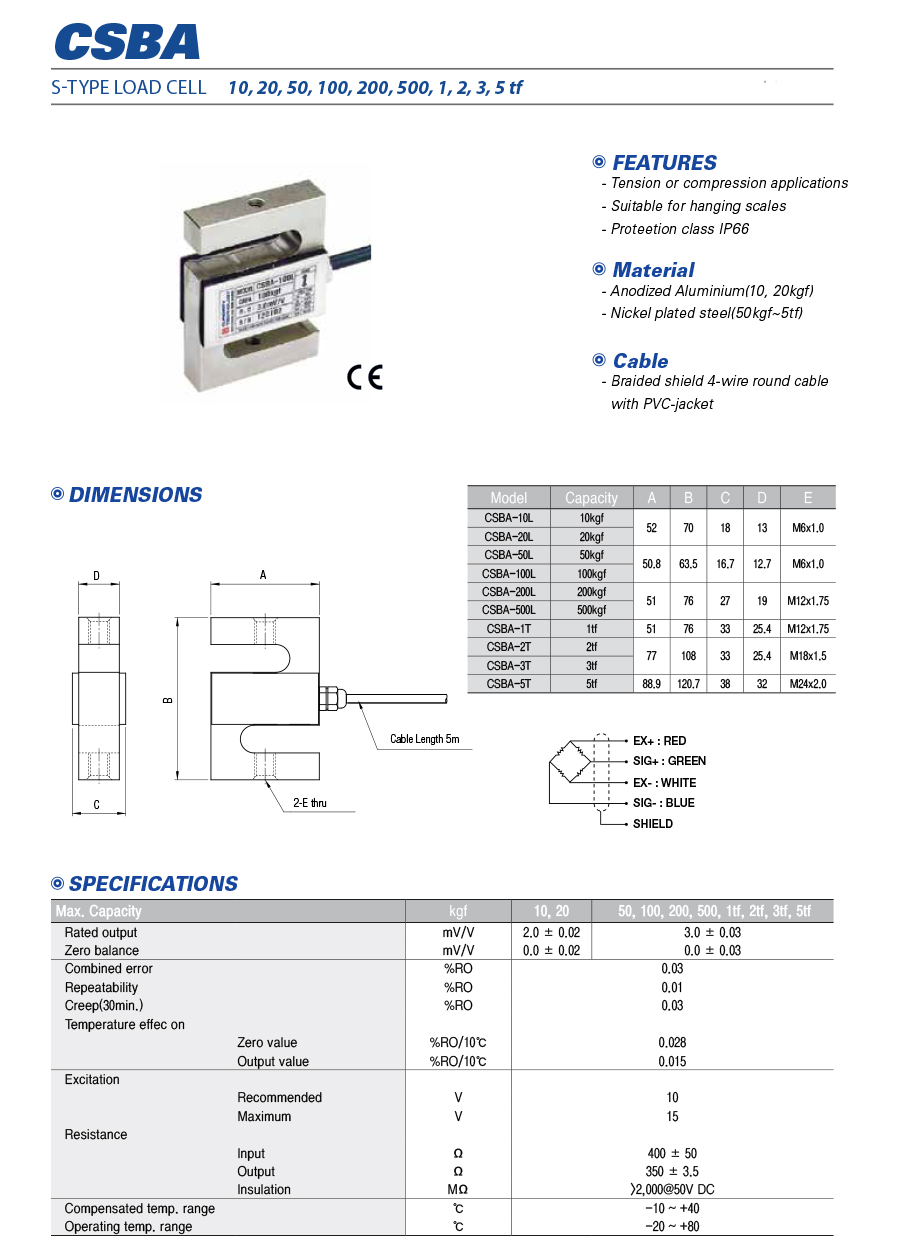 CSBA
S-TYPE LOAD CELL 10, 20, 50, 100, 200, 500, 1, 2, 3, 5 tf
FEATURES
- Tension or compression applications
- Suitable for hanging scales
- Proteetion class IP66
Material
- Anodized Aluminium(10, 20kgf)
- Nickel plated steel(50kgf~5tf)
Cable
- Braided shield 4-wire round cable
with PVC-jacket
CSBA-100L
100kgf
3.0mV/V
CE
DIMENSIONS
Model Capacity A B C D E
CSBA-10L 10kgf 52 70 18 13 M6x1.0
CSBA-20L 20kgf
CSBA-50L 50kgf 50.8 63.5 16.7 12.7 M6x1.0
CSBA-100L 100kgf
CSBA-200L 200kgf 51 76 27 19 M12x1.75
CSBA-500L 500kgf
CSBA-1T 1tf 51 76 33 25.4 M12x1.75
CSBA-2T 2tf 77 108 33 25.4 M18x1.5
CSBA-3T 3tf
CSBA-5T 5tf 88.9 120.7 38 32 M24x2.0
D
A
B
C
Cable Length 5m
2-E thru
EX+ : RED
SIG+ : GREEN
EX- : WHITE
SIG- : BLUE
SHIELD
SPECIFICATIONS
Max. Capacity kgf 10, 20 50, 100, 200, 500, 1tf, 2tf, 3tf, 5tf
Rated output mV/V 2.0 ± 0.02 3.0 ± 0.03
Zero balance mV/V 0.0 ± 0.02 0.0 ± 0.03
Combined error %RO 0.03
Repeatability %RO 0.01
Creep(30min.) %RO 0.03
Temperature effec on
Zero value %RO/10℃ 0.028
Output value %RO/10℃ 0.015
Excitation
Recommended V 10
Maximum V 15
Resistance
Input Ω 400 ± 50
Output Ω 350 ± 3.5
Insulation MΩ >2,000@50V DC
Compensated temp. range ℃ -10 ~ +40
Operating temp. range ℃ -20 ~ +80